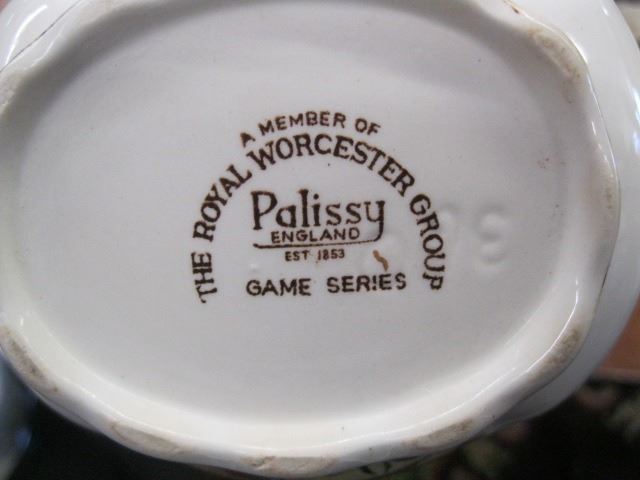 A MEMBER OF
THE ROYAL WORCESTER GROUP
Palissy
ENGLAND
EST 1853
GAME SERIES